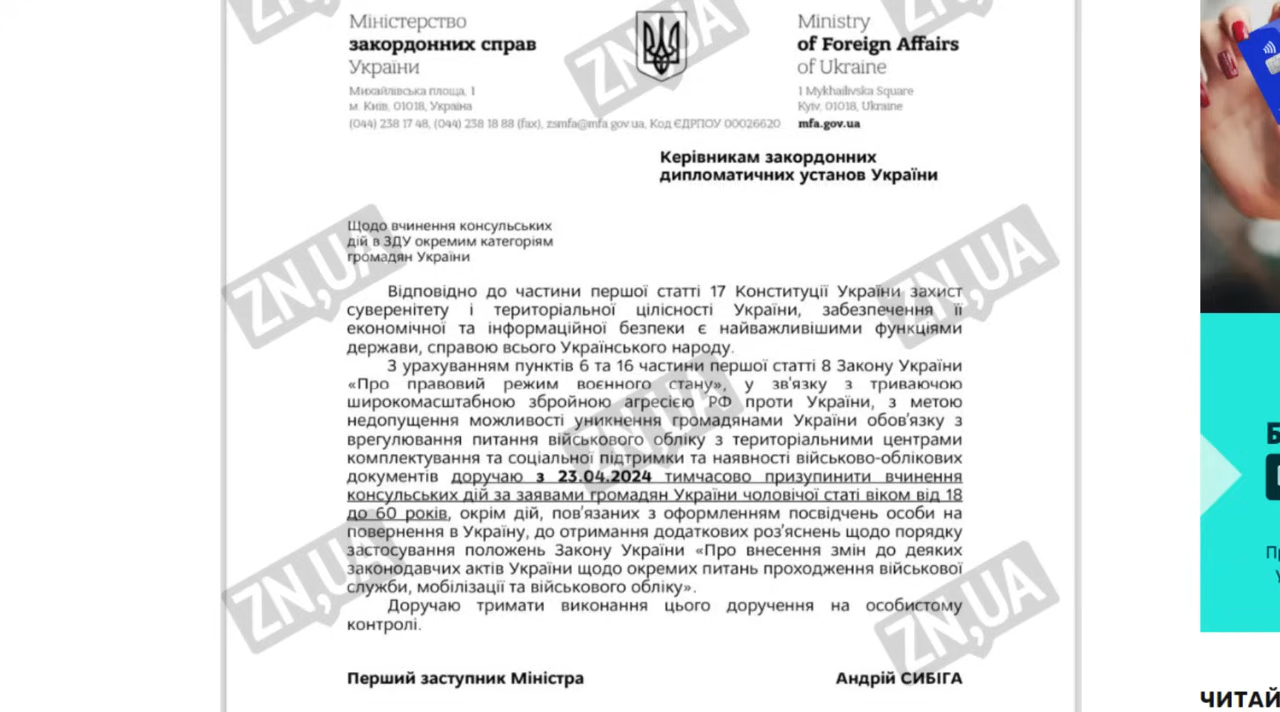 Міністерство
закордонних справ
України
Михайлівська площа, 1
м. Київ, 01018, Україна
(044) 238 17 48, (044) 238 18 88 (fax), zsmfa@mfa.gov.ua, Код ЄДРПОУ 00026620
Ministry
of Foreign Affairs
of Ukraine
1 Mykhailivska Square
Kyiv, 01018, Ukraine
mfa.gov.ua
Керівникам закордонних
дипломатичних установ України
Щодо вчинення консульських
дій в ЗДУ окремим категоріям
громадян України
Відповідно до частини першої статті 17 Конституції України захист
суверенітету і територіальної цілісності України, забезпечення її
економічної та інформаційної безпеки є найважливішими функціями
держави, справою всього Українського народу.
З урахуванням пунктів 6 та 16 частини першої статті 8 Закону України
«Про правовий режим воєнного стану», у зв'язку з триваючою
широкомасштабною збройною агресією РФ проти України, з метою
недопущення можливості уникнення громадянами України обов'язку з
врегулювання питання військового обліку з територіальними центрами
комплектування та соціальної підтримки та наявності військово-облікових
документів доручаю з 23.04.2024 тимчасово призупинити вчинення
консульських дій за заявами громадян України чоловічої статі віком від 18
до 60 років, окрім дій, пов'язаних з оформленням посвідчень особи на
повернення в Україну, до отримання додаткових роз'яснень щодо порядку
застосування положень Закону України «Про внесення змін до деяких
законодавчих актів України щодо окремих питань проходження військової
служби, мобілізації та військового обліку».
Доручаю тримати виконання цього доручення на особистому
контролі.
Перший заступник Міністра
Андрій СИБІГА
ZN,UA
ZN,UA
ZN,UA
ZN,UA
ZN,UA
ZN,UA
ЧИТАЙ